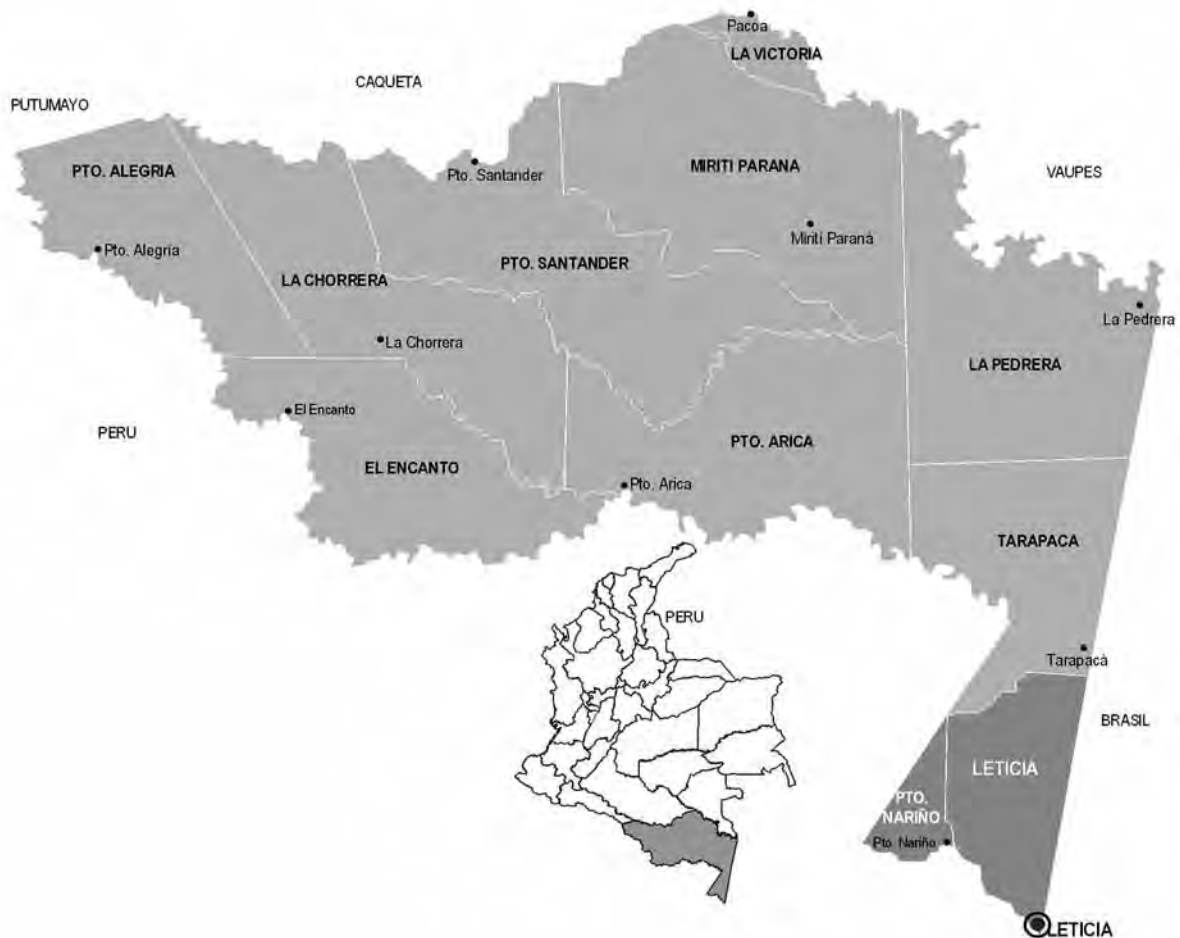 Pacoa
LA VICTORIA
CAQUETA
PUTUMAYO
PTO. ALEGRIA
Pto. Santander
MIRITI PARANA
VAUPES
Miriti Paraná
Pto. Alegría
PTO. SANTANDER
LA CHORRERA
La Pedrera
La Chorrera
LA PEDRERA
El Encanto
PERU
PTO. ARICA
EL ENCANTO
Pto. Arica
TARAPACA
PERU
Tarapacà
BRASIL
LETICIA
PTO.
NARIÑO
Pto. Nariño
LETICIA